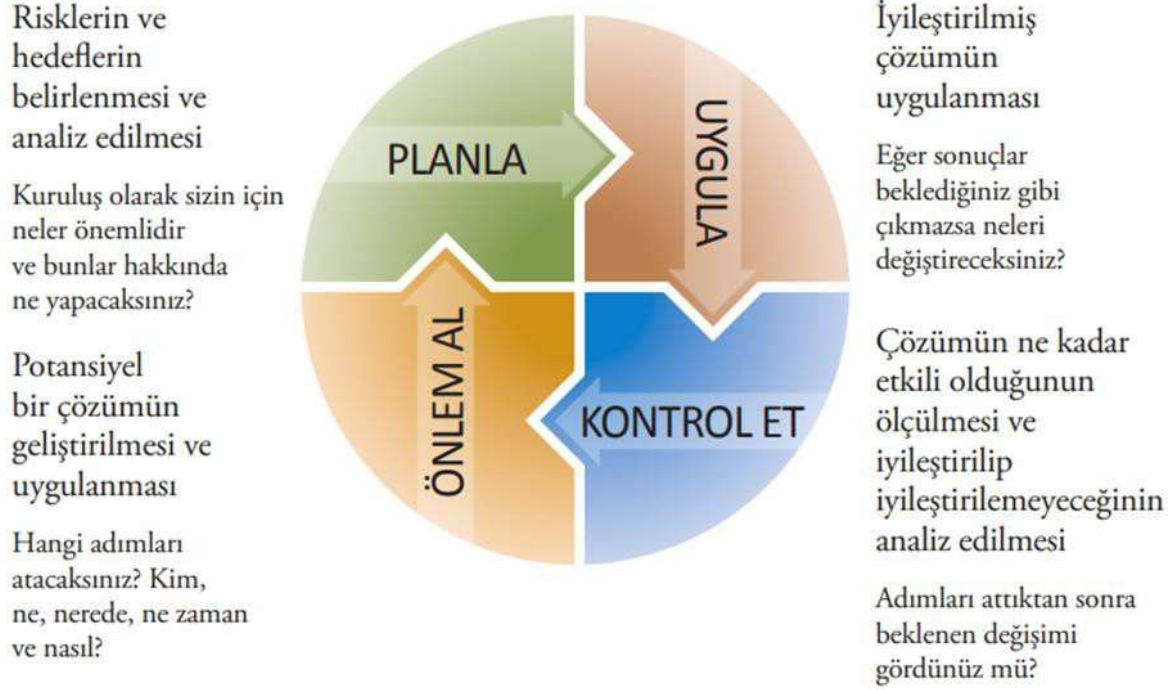 Risklerin ve
hedeflerin
belirlenmesi ve
analiz edilmesi
Kuruluş olarak sizin için
neler önemlidir
ve bunlar hakkında
ne yapacaksınız?
Potansiyel
bir çözümün
geliştirilmesi ve
uygulanması
Hangi adımları
atacaksınız? Kim,
ne, nerede, ne zaman
ve nasıl?
PLANLA
UYGULA
KONTROL ET
ÖNLEM AL
İyileştirilmiş
çözümün
uygulanması
Eğer sonuçlar
beklediğiniz gibi
çıkmazsa neleri
değiştireceksiniz?
Çözümün ne kadar
etkili olduğunun
ölçülmesi ve
iyileştirilip
iyileştirilemeyeceğinin
analiz edilmesi
Adımları attıktan sonra
beklenen değişimi
gördünüz mü?